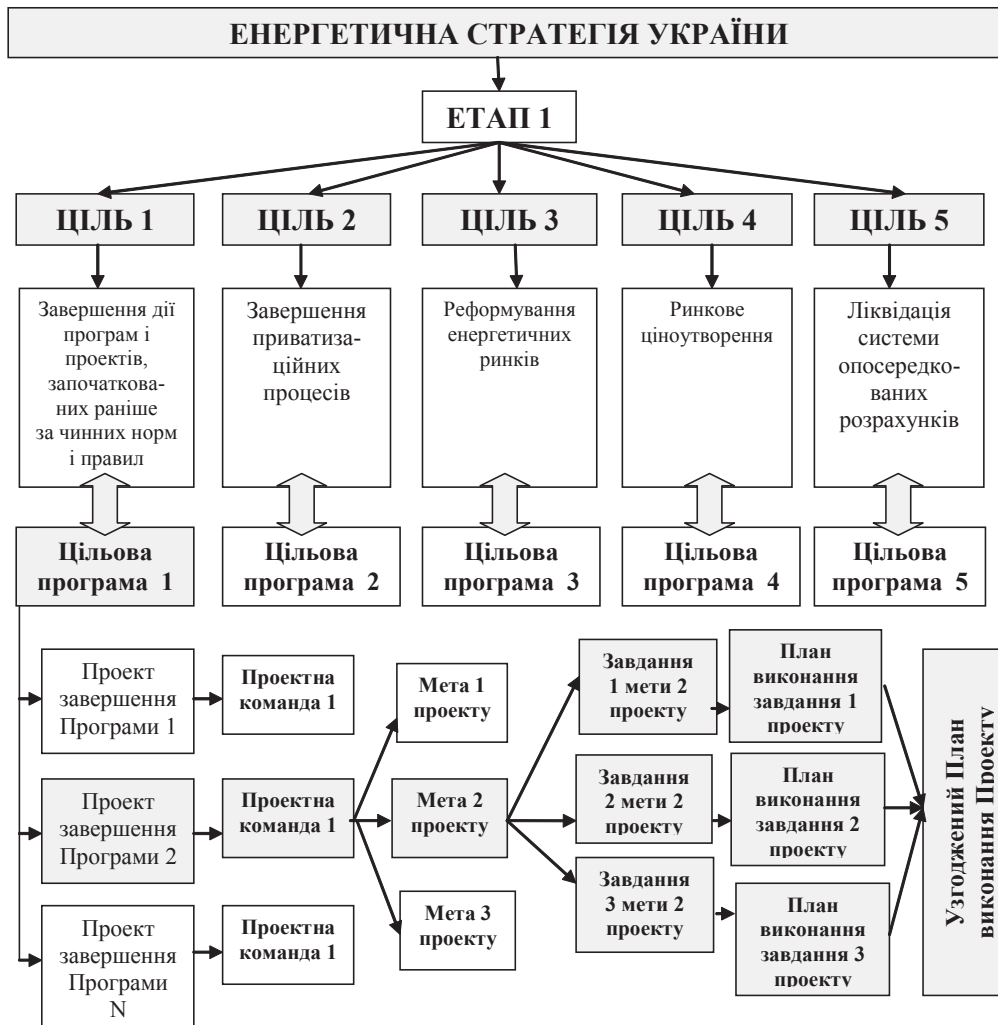 ЕНЕРГЕТИЧНА СТРАТЕГІЯ УКРАЇНИ
ЕТАП 1
ЦІЛЬ 1
ЦІЛЬ 2
ЦІЛЬ 3
ЦІЛЬ 4
ЦІЛЬ 5
Завершення дії
програм і
проектів,
започаткова-
них раніше
за чинних норм
і правил
Завершення
приватиза-
ційних
процесів
Реформування
енергетичних
ринків
Ринкове
ціноутворення
Ліквідація
системи
опосередко-
ваних
розрахунків
Цільова
програма 1
Цільова
програма 2
Цільова
програма 3
Цільова
програма 4
Цільова
програма 5
Проект
завершення
Програми 1
Проектна
команда 1
Мета 1
проекту
Завдання
1 мети 2
проекту
План
виконання
завдання 1
проекту
Проект
завершення
Програми 2
Проектна
команда 1
Мета 2
проекту
Завдання
2 мети 2
проекту
План
виконання
завдання 2
проекту
Проект
завершення
Програми
N
Проектна
команда 1
Мета 3
проекту
Завдання
3 мети 2
проекту
План
виконання
завдання 3
проекту
Узгоджений План
виконання Проекту